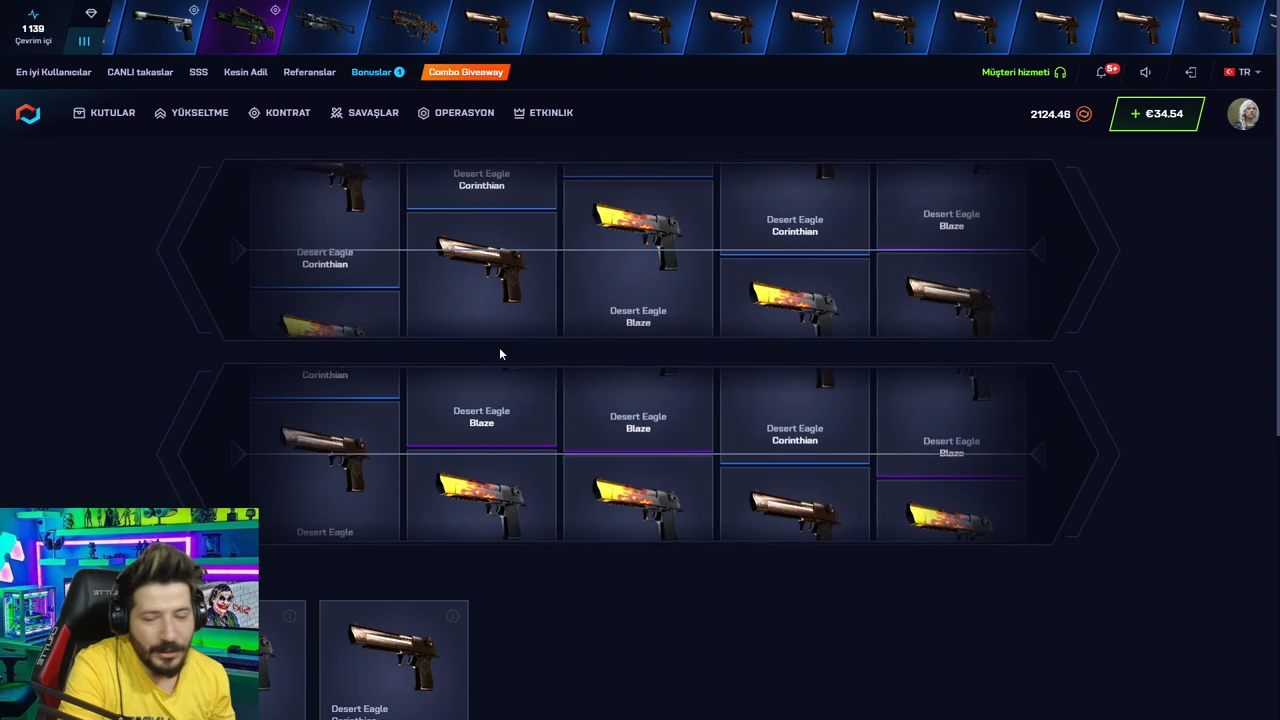 1 139
Çevrim içi
En iyi Kullanıcılar
CANLI takaslar
SSS
Kesin Adil
Referanslar
Bonuslar 1
Combo Giveaway
Müşteri hizmeti
5+
TR
KUTULAR
YÜKSELTME
KONTRAT
SAVAŞLAR
OPERASYON
ETKINLIK
2124.46
+ €34.54
Desert Eagle
Corinthian
Desert Eagle
Corinthian
Desert Eagle
Blaze
Desert Eagle
Corinthian
Desert Eagle
Blaze
Corinthian
Desert Eagle
Desert Eagle
Blaze
Desert Eagle
Blaze
Desert Eagle
Corinthian
Desert Eagle
Blaze
Desert Eagle
Corinthian